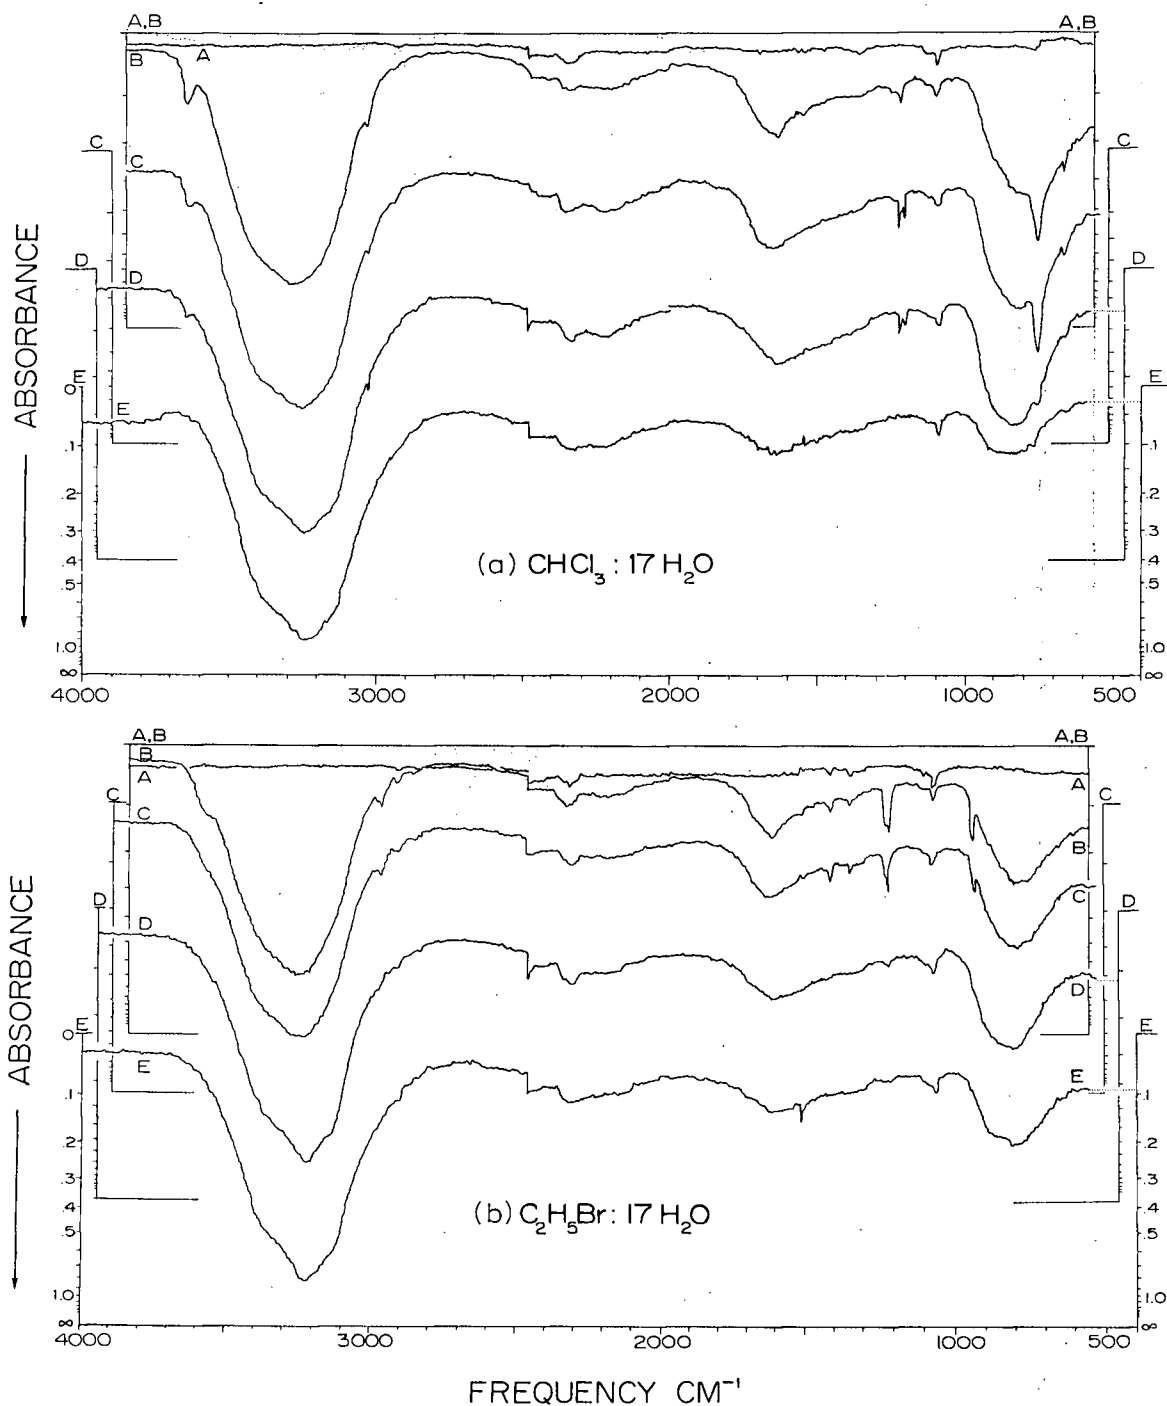 A,B A,B
B A
C C
C
ABSORBANCE
D D
D
E E
0
E
.1 .1
.2 .2
.3 .3
.4 .4
.5 .5
1.0 1.0
∞ ∞
(a) CHCl₃ : 17 H₂O
4000 3000 2000 1000 500
A,B A,B
B
A A
C C
C B
C
D D
D D
ABSORBANCE
E E
0
E E
.1 .1
.2 .2
.3 .3
.4 .4
.5 .5
1.0 1.0
∞ ∞
(b) C₂H₅Br : 17 H₂O
4000 3000 2000 1000 500
FREQUENCY CM⁻¹